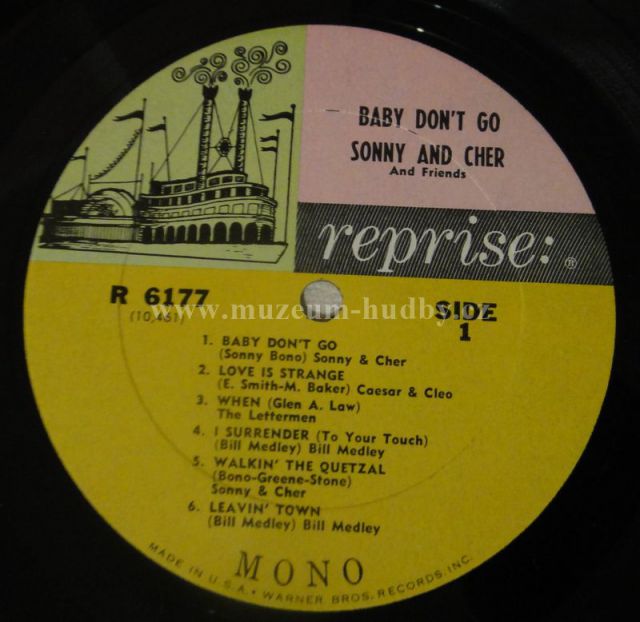 BABY DON'T GO
SONNY AND CHER
And Friends
reprise:®
R 6177
(10,461)
SIDE
1
www.muzeum-hudby.cz
1. BABY DON'T GO
(Sonny Bono) Sonny & Cher
2. LOVE IS STRANGE
(E. Smith-M. Baker) Caesar & Cleo
3. WHEN (Glen A. Law)
The Lettermen
4. I SURRENDER (To Your Touch)
(Bill Medley) Bill Medley
5. WALKIN' THE QUETZAL
(Bono-Greene-Stone)
Sonny & Cher
6. LEAVIN' TOWN
(Bill Medley) Bill Medley
MONO
MADE IN U.S.A. • WARNER BROS. RECORDS, INC.